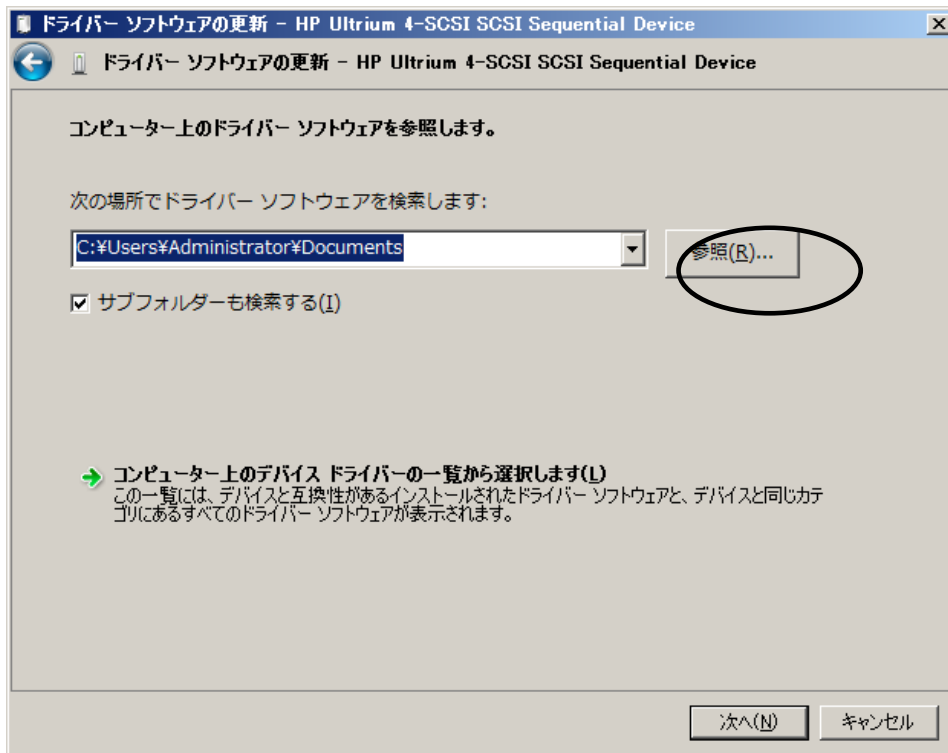 ドライバー ソフトウェアの更新 - HP Ultrium 4-SCSI SCSI Sequential Device
ドライバー ソフトウェアの更新 - HP Ultrium 4-SCSI SCSI Sequential Device
コンピューター上のドライバー ソフトウェアを参照します。
次の場所でドライバー ソフトウェアを検索します:
C:¥Users¥Administrator¥Documents
参照(R)...
サブフォルダーも検索する(I)
コンピューター上のデバイス ドライバーの一覧から選択します(L)
この一覧には、デバイスと互換性があるインストールされたドライバー ソフトウェアと、デバイスと同じカテ
ゴリにあるすべてのドライバー ソフトウェアが表示されます。
次へ(N)
キャンセル